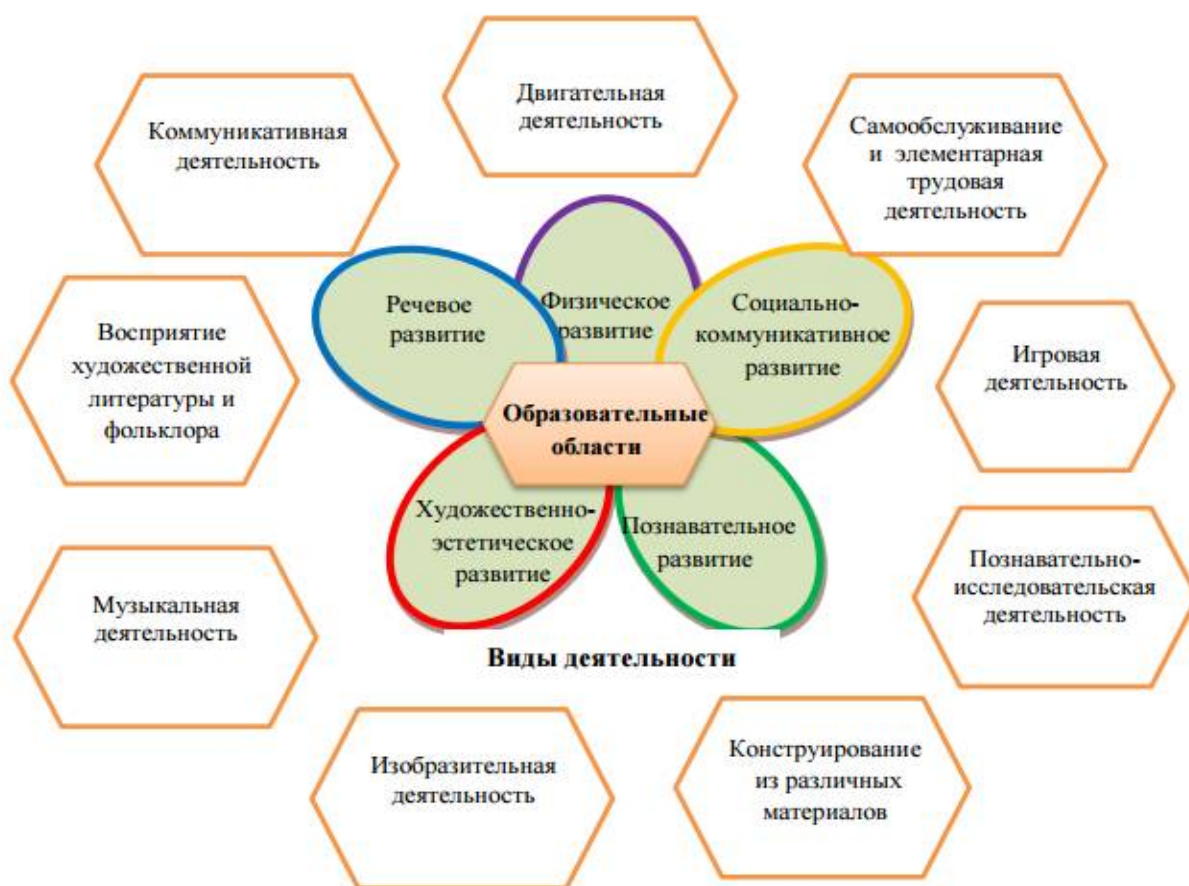 Двигательная
деятельность
Коммуникативная
деятельность
Самообслуживание
и элементарная
трудовая
деятельность
Речевое
развитие
Физическое
развитие
Социально-
коммуникативное
развитие
Восприятие
художественной
литературы и
фольклора
Игровая
деятельность
Образовательные
области
Художественно-
эстетическое
развитие
Познавательное
развитие
Познавательно-
исследовательская
деятельность
Музыкальная
деятельность
Виды деятельности
Изобразительная
деятельность
Конструирование
из различных
материалов